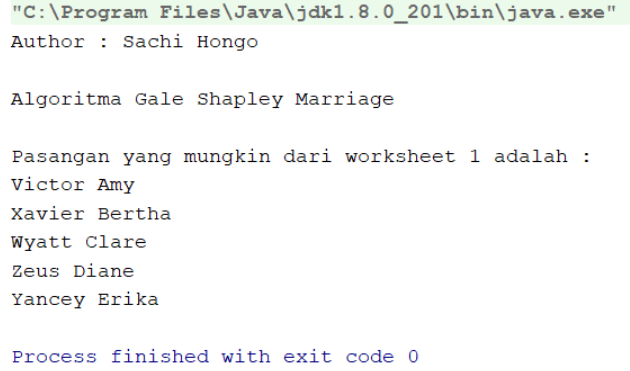 "C:\Program Files\Java\jdk1.8.0_201\bin\java.exe"
Author : Sachi Hongo
Algoritma Gale Shapley Marriage
Pasangan yang mungkin dari worksheet 1 adalah :
Victor Amy
Xavier Bertha
Wyatt Clare
Zeus Diane
Yancey Erika
Process finished with exit code 0